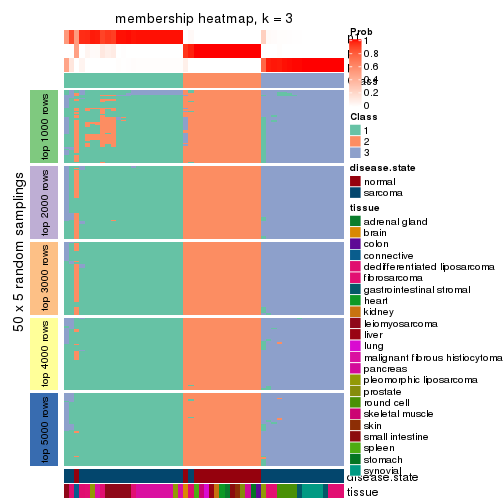 membership heatmap, k = 3
50 x 5 random samplings
top 1000 rows
top 2000 rows
top 3000 rows
top 4000 rows
top 5000 rows
p1
Class
disease.state
tissue
Prob
1
0.8
0.6
0.4
0.2
0
Class
1
2
3
disease.state
normal
sarcoma
tissue
adrenal gland
brain
colon
connective
dedifferentiated liposarcoma
fibrosarcoma
gastrointestinal stromal
heart
kidney
leiomyosarcoma
liver
lung
malignant fibrous histiocytoma
pancreas
pleomorphic liposarcoma
prostate
round cell
skeletal muscle
skin
small intestine
spleen
stomach
synovial